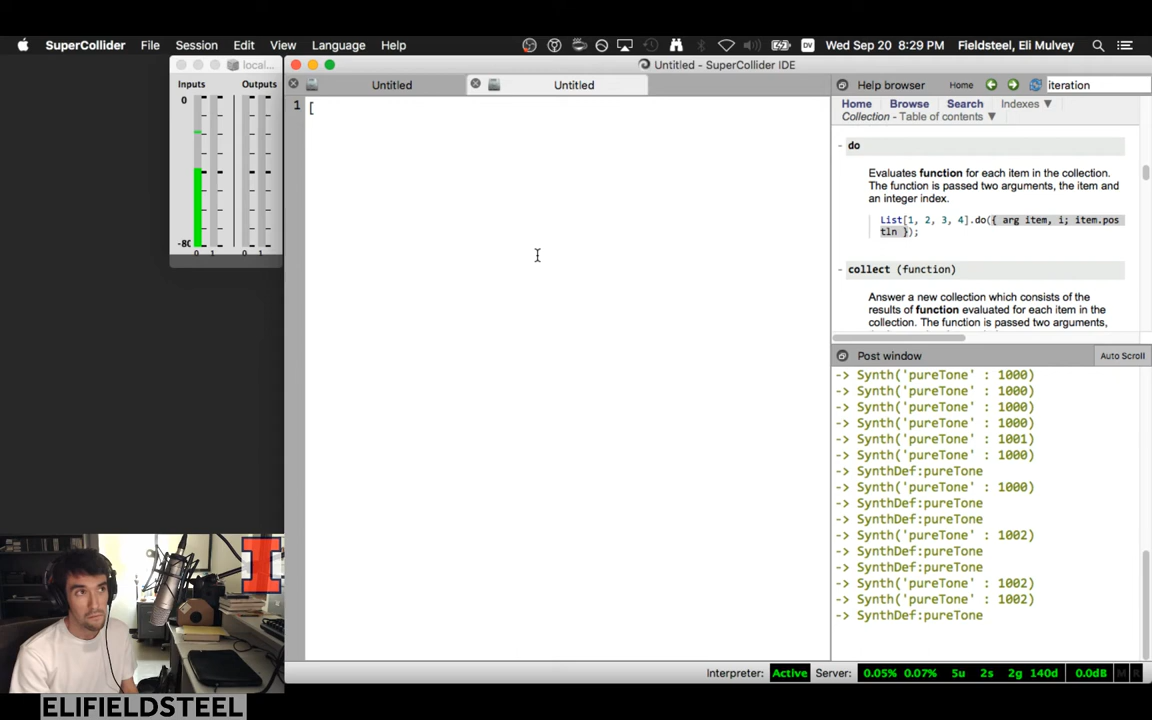 SuperCollider File Session Edit View Language Help DV Wed Sep 20 8:29 PM Fieldsteel, Eli Mulvey
local...
Untitled - SuperCollider IDE
Inputs Outputs
0
-80
0 1 0 1
Untitled Untitled
1 [
Help browser Home iteration
Home Browse Search Indexes ▼
Collection - Table of contents ▼
- do
Evaluates function for each item in the collection.
The function is passed two arguments, the item and
an integer index.
List[1, 2, 3, 4].do({ arg item, i; item.pos
tln });
- collect (function)
Answer a new collection which consists of the
results of function evaluated for each item in the
collection. The function is passed two arguments,
Post window Auto Scroll
-> Synth('pureTone' : 1000)
-> Synth('pureTone' : 1000)
-> Synth('pureTone' : 1000)
-> Synth('pureTone' : 1000)
-> Synth('pureTone' : 1001)
-> Synth('pureTone' : 1000)
-> SynthDef:pureTone
-> Synth('pureTone' : 1000)
-> SynthDef:pureTone
-> SynthDef:pureTone
-> Synth('pureTone' : 1002)
-> SynthDef:pureTone
-> SynthDef:pureTone
-> Synth('pureTone' : 1002)
-> Synth('pureTone' : 1002)
-> SynthDef:pureTone
Interpreter: Active Server: 0.05% 0.07% 5u 2s 2g 140d 0.0dB M R
I
ELIFIELDSTEEL